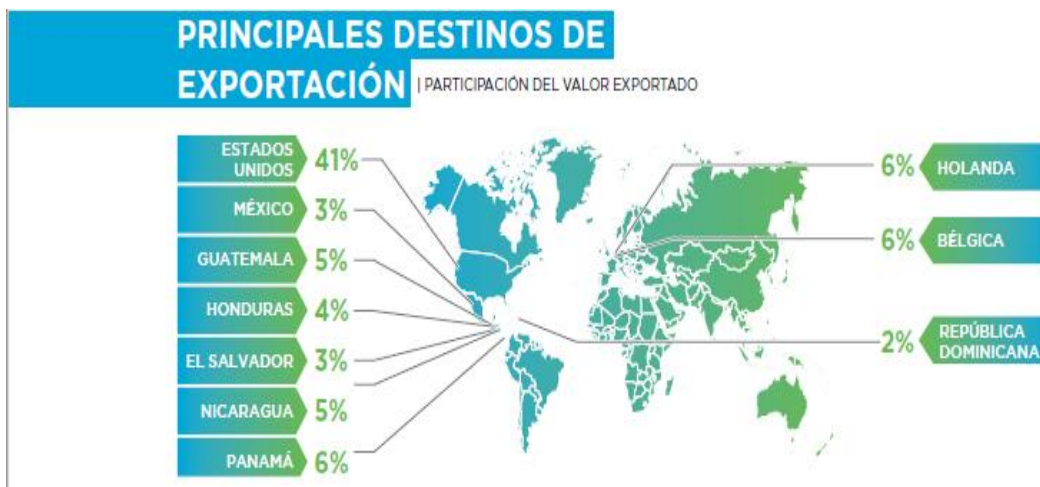 PRINCIPALES DESTINOS DE
EXPORTACIÓN | PARTICIPACIÓN DEL VALOR EXPORTADO
ESTADOS
UNIDOS 41%
MÉXICO 3%
GUATEMALA 5%
HONDURAS 4%
EL SALVADOR 3%
NICARAGUA 5%
PANAMÁ 6%
6% HOLANDA
6% BÉLGICA
2% REPÚBLICA
DOMINICANA